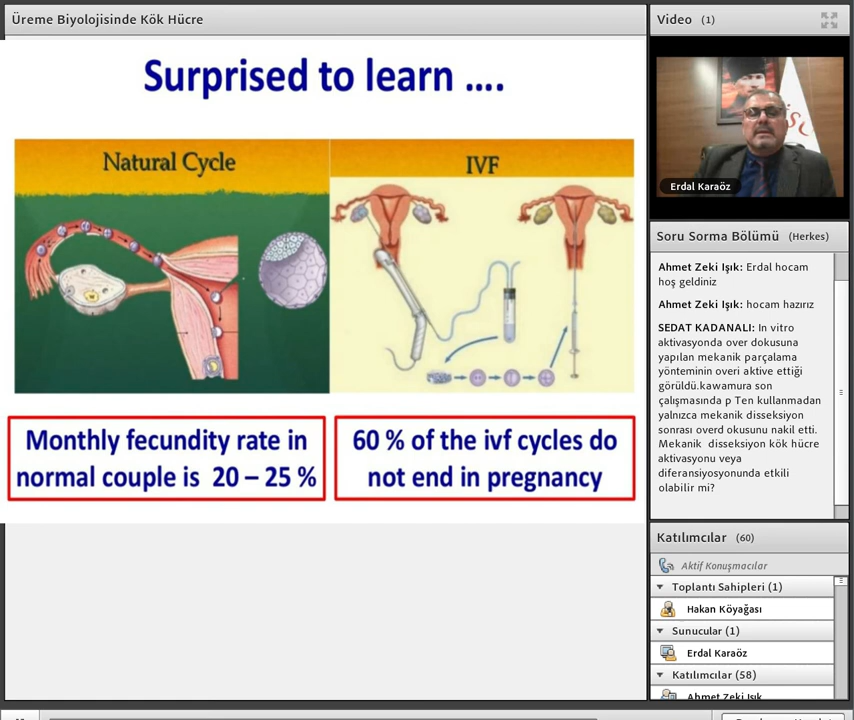 Üreme Biyolojisinde Kök Hücre
Surprised to learn ....
Natural Cycle
IVF
Monthly fecundity rate in
normal couple is 20 – 25 %
60 % of the ivf cycles do
not end in pregnancy
Video (1)
Erdal Karaöz
Soru Sorma Bölümü (Herkes)
Ahmet Zeki Işık: Erdal hocam
hoş geldiniz
Ahmet Zeki Işık: hocam hazırız
SEDAT KADANALI: In vitro
aktivasyonda over dokusuna
yapılan mekanik parçalama
yönteminin overi aktive ettiği
görüldü.kawamura son
çalışmasında p Ten kullanmadan
yalnızca mekanik disseksiyon
sonrası overd okusunu nakil etti.
Mekanik disseksiyon kök hücre
aktivasyonu veya
diferansiyosyonunda etkili
olabilir mi?
Katılımcılar (60)
Aktif Konuşmacılar
Toplantı Sahipleri (1)
Hakan Köyağası
Sunucular (1)
Erdal Karaöz
Katılımcılar (58)
Ahmet Zeki Işık